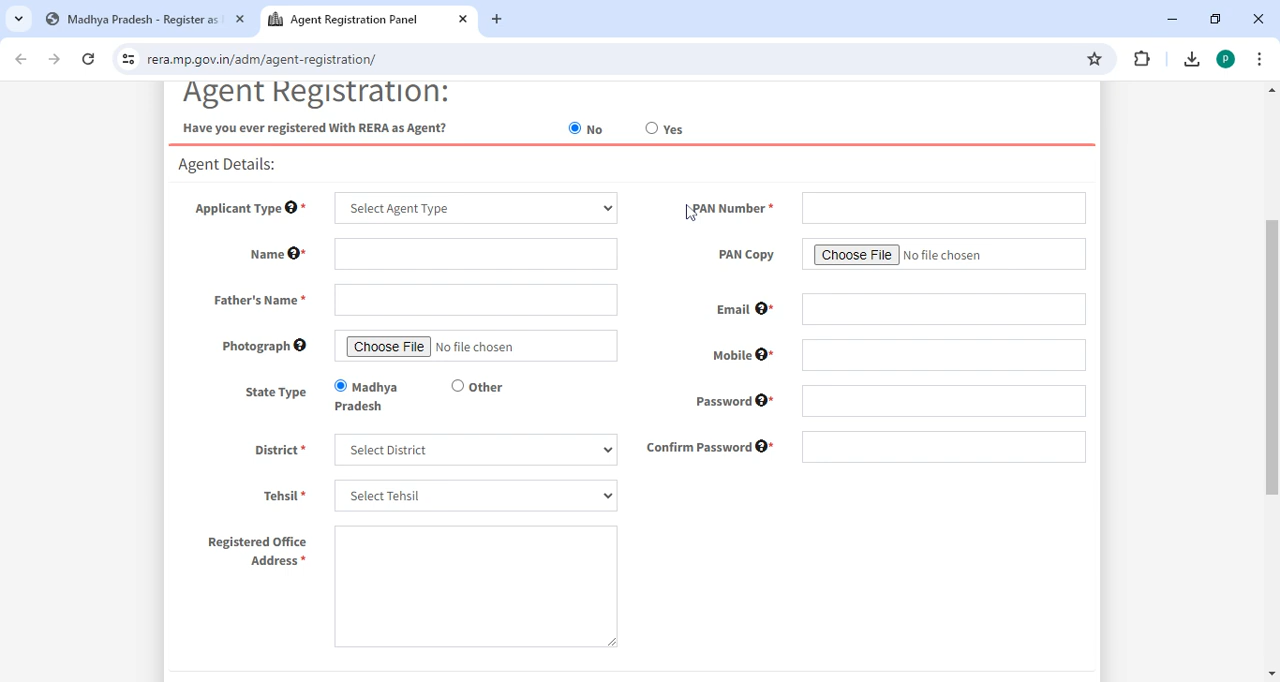 Madhya Pradesh - Register as
Agent Registration Panel
rera.mp.gov.in/adm/agent-registration/
P
Agent Registration:
Have you ever registered With RERA as Agent?
No
Yes
Agent Details:
Applicant Type ? *
Select Agent Type
Name ? *
Father's Name *
Photograph ?
Choose File No file chosen
State Type
Madhya
Pradesh
Other
District *
Select District
Tehsil *
Select Tehsil
Registered Office
Address *
PAN Number *
PAN Copy
Choose File No file chosen
Email ? *
Mobile ? *
Password ? *
Confirm Password ? *